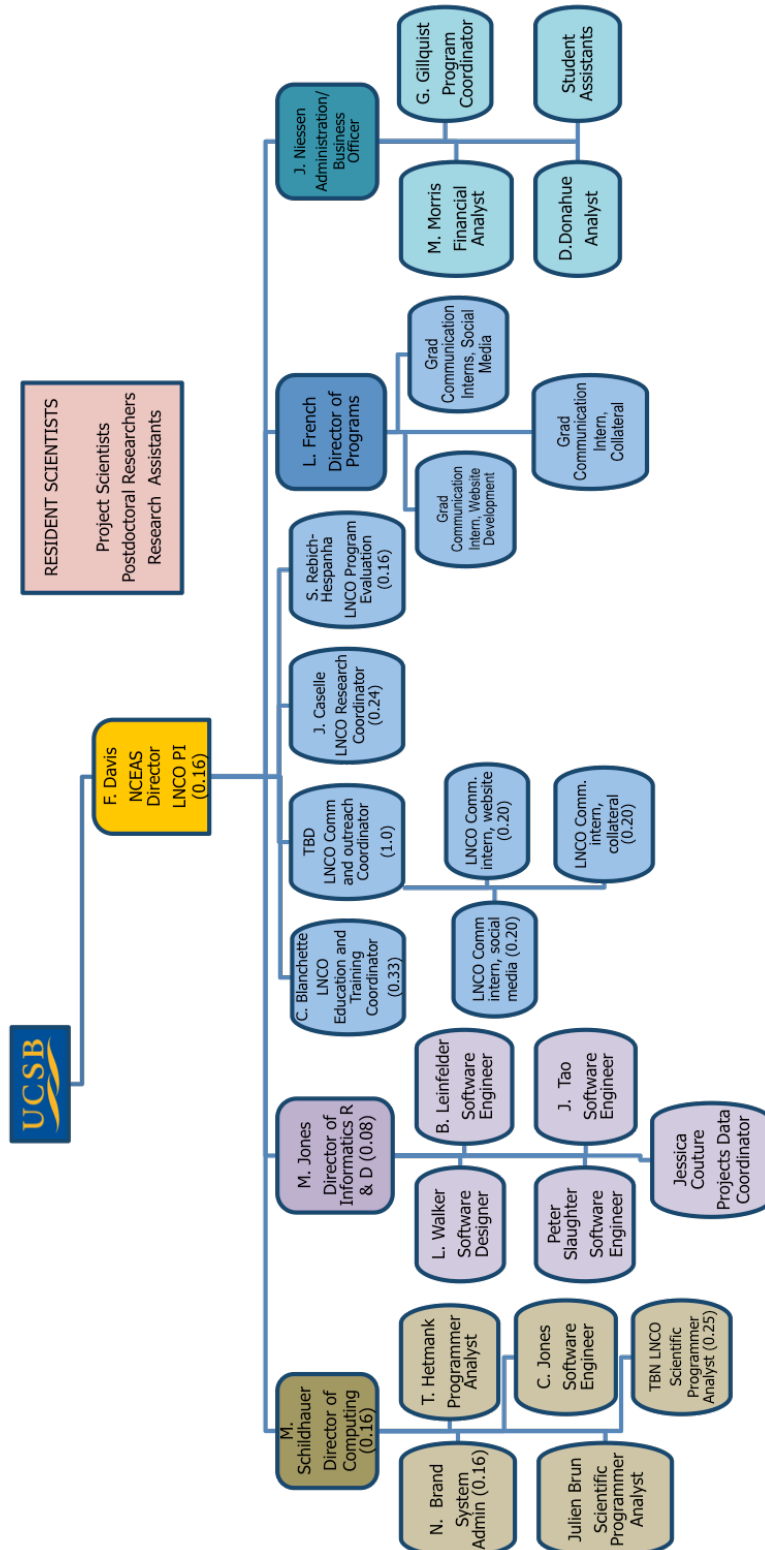 UCSB
RESIDENT SCIENTISTS
Project Scientists
Postdoctoral Researchers
Research Assistants
F. Davis
NCEAS
Director
LNCO PI
(0.16)
M.
Schildhauer
Director of
Computing
(0.16)
M. Jones
Director of
Informatics R
& D (0.08)
C. Blanchette
LNCO
Education and
Training
Coordinator
(0.33)
TBD
LNCO Comm
and outreach
Coordinator
(1.0)
J. Caselle
LNCO Research
Coordinator
(0.24)
S. Rebich-
Hespanha
LNCO Program
Evaluation
(0.16)
L. French
Director of
Programs
J. Niessen
Administration/
Business
Officer
N. Brand
System
Admin (0.16)
T. Hetmank
Programmer
Analyst
C. Jones
Software
Engineer
Julien Brun
Scientific
Programmer
Analyst
TBN LNCO
Scientific
Programmer
Analyst (0.25)
L. Walker
Software
Designer
B. Leinfelder
Software
Engineer
Peter
Slaughter
Software
Engineer
J. Tao
Software
Engineer
Jessica
Couture
Projects Data
Coordinator
LNCO Comm
intern, social
media (0.20)
LNCO Comm.
intern, website
(0.20)
LNCO Comm.
intern,
collateral
(0.20)
Grad
Communication
Intern, Website
Development
Grad
Communication
Interns, Social
Media
Grad
Communication
Intern,
Collateral
M. Morris
Financial
Analyst
G. Gillquist
Program
Coordinator
D.Donahue
Analyst
Student
Assistants